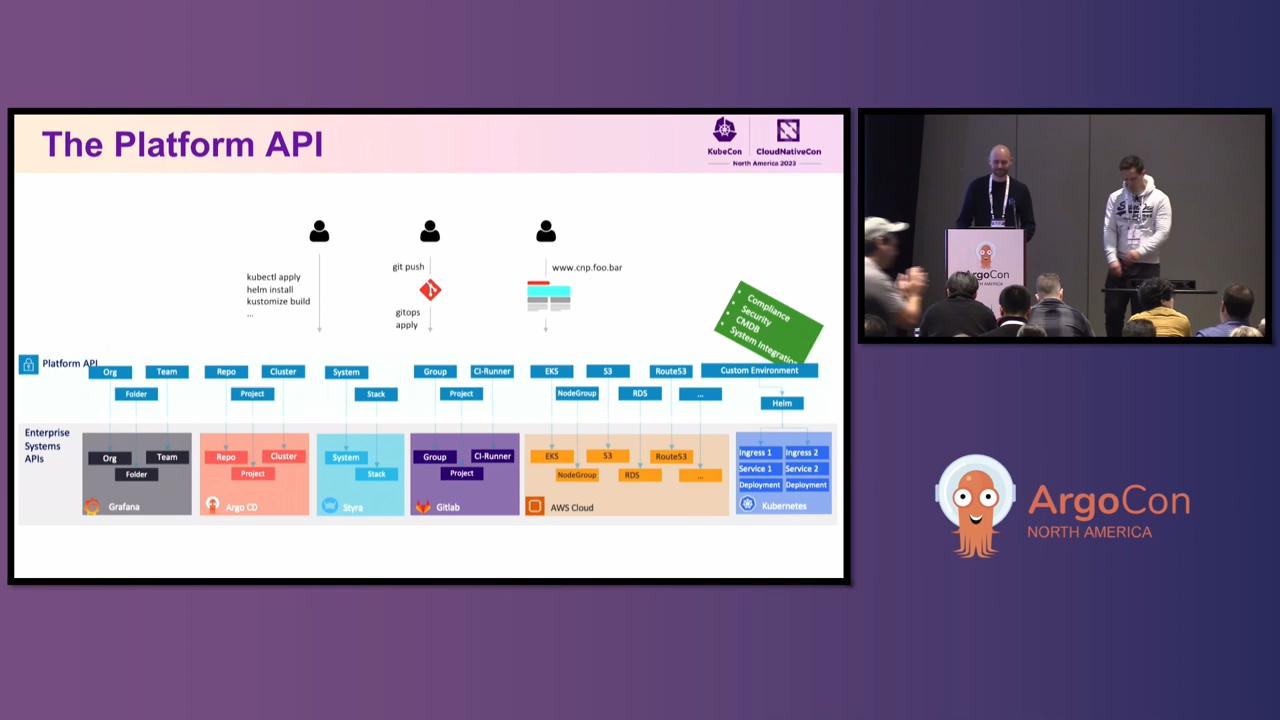 The Platform API
KubeCon
CloudNativeCon
North America 2023
kubectl apply
helm install
kustomize build
...
git push
gitops
apply
www.cnp.foo.bar
• Compliance
• Security
• CMDB
• System Integration
Platform API
Org
Team
Folder
Repo
Cluster
Project
System
Stack
Group
CI-Runner
Project
EKS
S3
Route53
NodeGroup
RDS
...
Custom Environment
Helm
Enterprise
Systems
APIs
Org
Team
Folder
Grafana
Repo
Cluster
Project
Argo CD
System
Stack
Styra
Group
CI-Runner
Project
Gitlab
EKS
S3
Route53
NodeGroup
RDS
...
AWS Cloud
Ingress 1
Ingress 2
Service 1
Service 2
Deployment
Deployment
Kubernetes
ArgoCon
NORTH AMERICA
ArgoCon
NORTH AMERICA